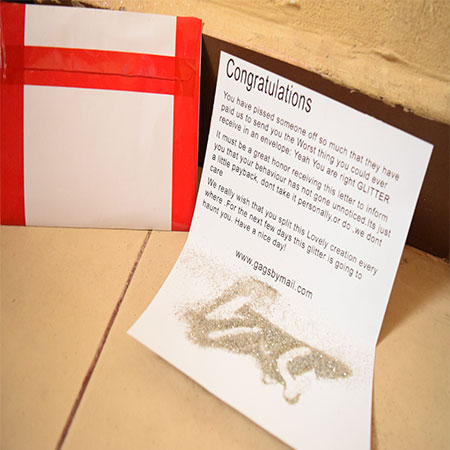 Congratulations
You have pissed someone off so much that they have
paid us to send you the Worst thing you could ever
receive in an envelope: Yeah You are right GLITTER
It must be a great honor receiving this letter to inform
you that your behaviour has not gone unnoticed.Its just
a little payback, dont take it personally,or do ,we dont
care
We really wish that you split this Lovely creation every
where .For the next few days this glitter is going to
haunt you. Have a nice day!
www.gagsbymail.com